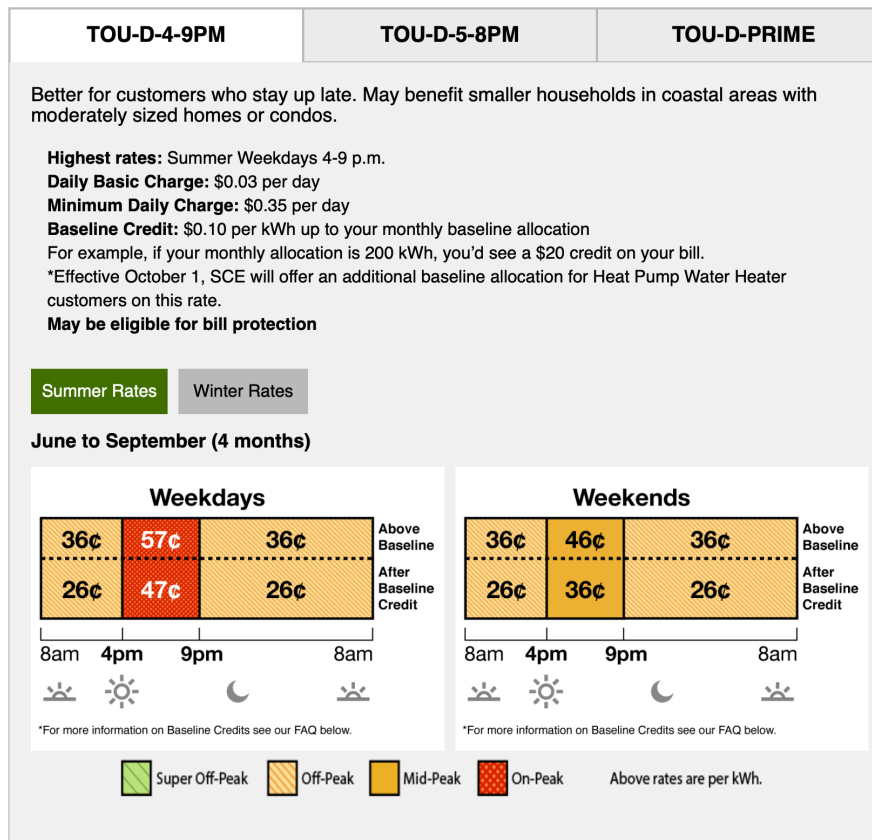 TOU-D-4-9PM
TOU-D-5-8PM
TOU-D-PRIME
Better for customers who stay up late. May benefit smaller households in coastal areas with
moderately sized homes or condos.
Highest rates: Summer Weekdays 4-9 p.m.
Daily Basic Charge: $0.03 per day
Minimum Daily Charge: $0.35 per day
Baseline Credit: $0.10 per kWh up to your monthly baseline allocation
For example, if your monthly allocation is 200 kWh, you'd see a $20 credit on your bill.
*Effective October 1, SCE will offer an additional baseline allocation for Heat Pump Water Heater
customers on this rate.
May be eligible for bill protection
Summer Rates
Winter Rates
June to September (4 months)
Weekdays
36¢ 57¢ 36¢
Above
Baseline
26¢ 47¢ 26¢
After
Baseline
Credit
8am 4pm 9pm 8am
*For more information on Baseline Credits see our FAQ below.
Weekends
36¢ 46¢ 36¢
Above
Baseline
26¢ 36¢ 26¢
After
Baseline
Credit
8am 4pm 9pm 8am
*For more information on Baseline Credits see our FAQ below.
Super Off-Peak
Off-Peak
Mid-Peak
On-Peak
Above rates are per kWh.